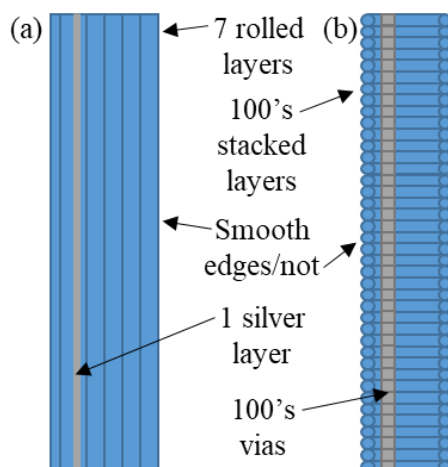 (a)
7 rolled
layers
(b)
100's
stacked
layers
Smooth
edges/not
1 silver
layer
100's
vias